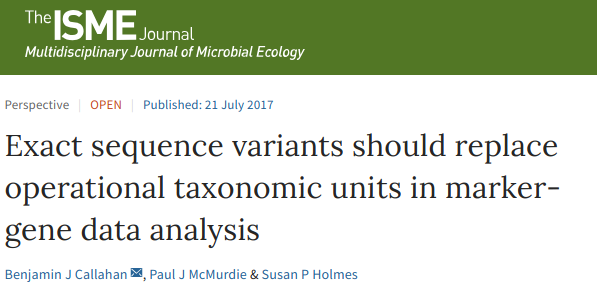 The ISME Journal
Multidisciplinary Journal of Microbial Ecology
Perspective | OPEN | Published: 21 July 2017
Exact sequence variants should replace
operational taxonomic units in marker-
gene data analysis
Benjamin J Callahan, Paul J McMurdie & Susan P Holmes